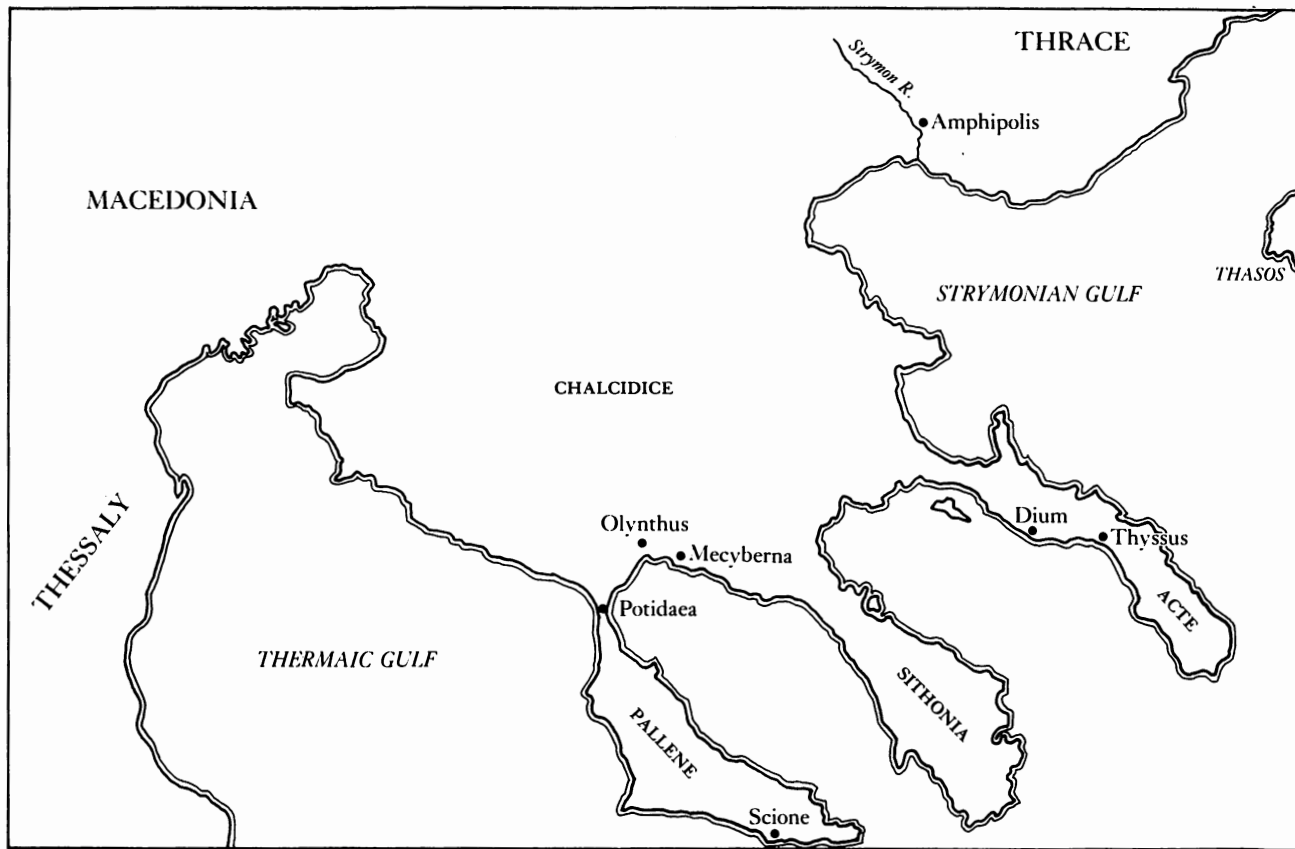 THRACE
Strymon R.
Amphipolis
MACEDONIA
THASOS
STRYMONIAN GULF
CHALCIDICE
THESSALY
Olynthus
Dium
Mecyberna
Thyssus
Potidaea
ACTE
THERMAIC GULF
SITHONIA
PALLENE
Scione